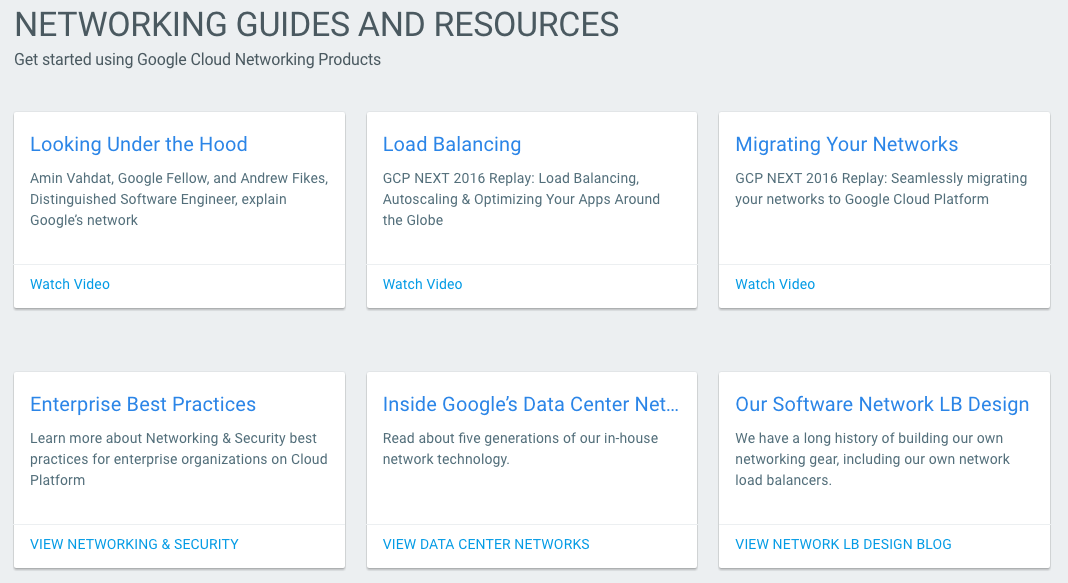 NETWORKING GUIDES AND RESOURCES
Get started using Google Cloud Networking Products
Looking Under the Hood
Amin Vahdat, Google Fellow, and Andrew Fikes,
Distinguished Software Engineer, explain
Google’s network
Watch Video
Load Balancing
GCP NEXT 2016 Replay: Load Balancing,
Autoscaling & Optimizing Your Apps Around
the Globe
Watch Video
Migrating Your Networks
GCP NEXT 2016 Replay: Seamlessly migrating
your networks to Google Cloud Platform
Watch Video
Enterprise Best Practices
Learn more about Networking & Security best
practices for enterprise organizations on Cloud
Platform
VIEW NETWORKING & SECURITY
Inside Google’s Data Center Net...
Read about five generations of our in-house
network technology.
VIEW DATA CENTER NETWORKS
Our Software Network LB Design
We have a long history of building our own
networking gear, including our own network
load balancers.
VIEW NETWORK LB DESIGN BLOG